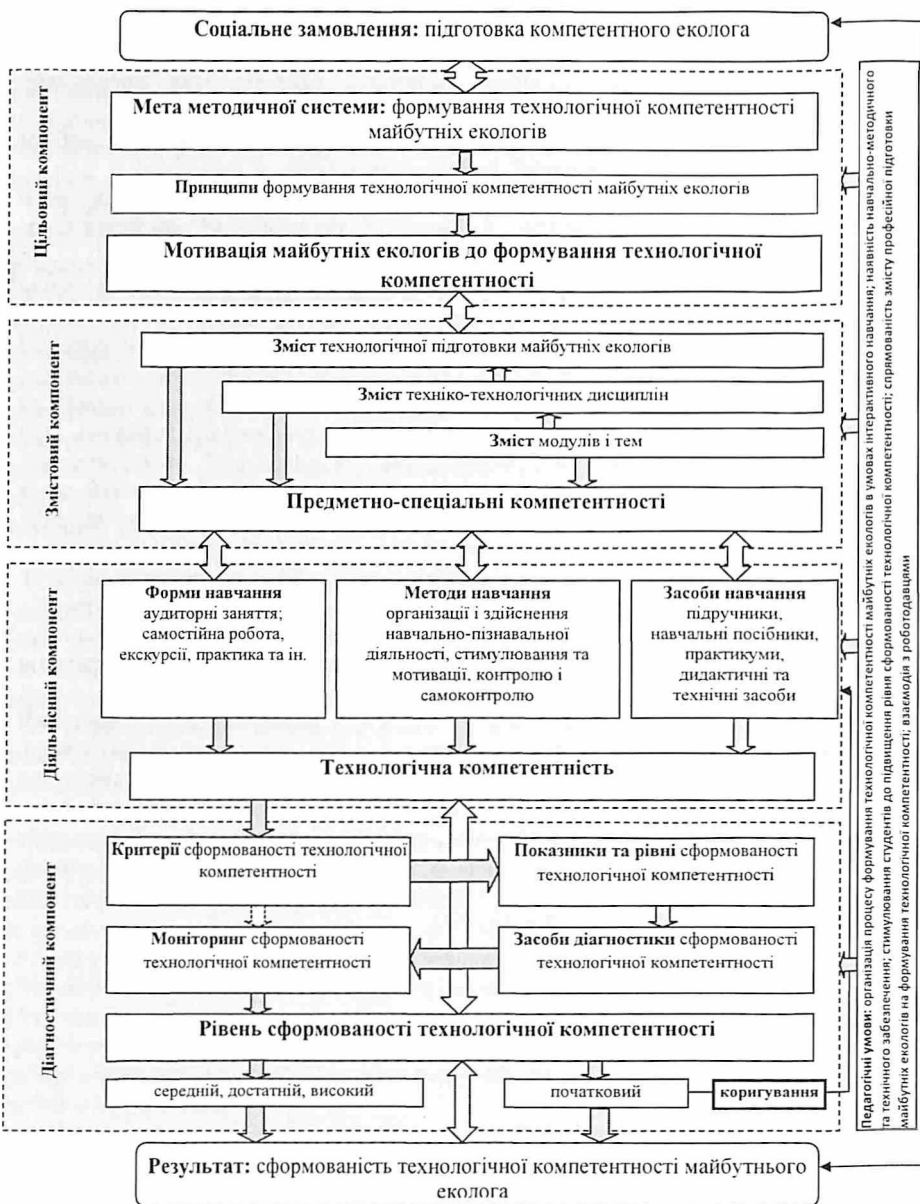 Соціальне замовлення: підготовка компетентного еколога
Цільовий компонент
Мета методичної системи: формування технологічної компетентності
майбутніх екологів
Принципи формування технологічної компетентності майбутніх екологів
Мотивація майбутніх екологів до формування технологічної
компетентності
Змістовий компонент
Зміст технологічної підготовки майбутніх екологів
Зміст техніко-технологічних дисциплін
Зміст модулів і тем
Предметно-спеціальні компетентності
Діяльнісний компонент
Форми навчання
аудиторні заняття;
самостійна робота,
екскурсії, практика та ін.
Методи навчання
організації і здійснення
навчально-пізнавальної
діяльності, стимулювання та
мотивації, контролю і
самоконтролю
Засоби навчання
підручники,
навчальні посібники,
практикуми,
дидактичні та
технічні засоби
Технологічна компетентність
Діагностичний компонент
Критерії сформованості технологічної
компетентності
Показники та рівні сформованості
технологічної компетентності
Моніторинг сформованості
технологічної компетентності
Засоби діагностики сформованості
технологічної компетентності
Рівень сформованості технологічної компетентності
середній, достатній, високий
початковий
коригування
Результат: сформованість технологічної компетентності майбутнього
еколога
Педагогічні умови: організація процесу формування технологічної компетентності майбутніх екологів в умовах інтерактивного навчання; наявність навчально-методичного
та технічного забезпечення; стимулювання студентів до підвищення рівня сформованості технологічної компетентності; спрямованість змісту професійної підготовки
майбутніх екологів на формування технологічної компетентності; взаємодія з роботодавцями